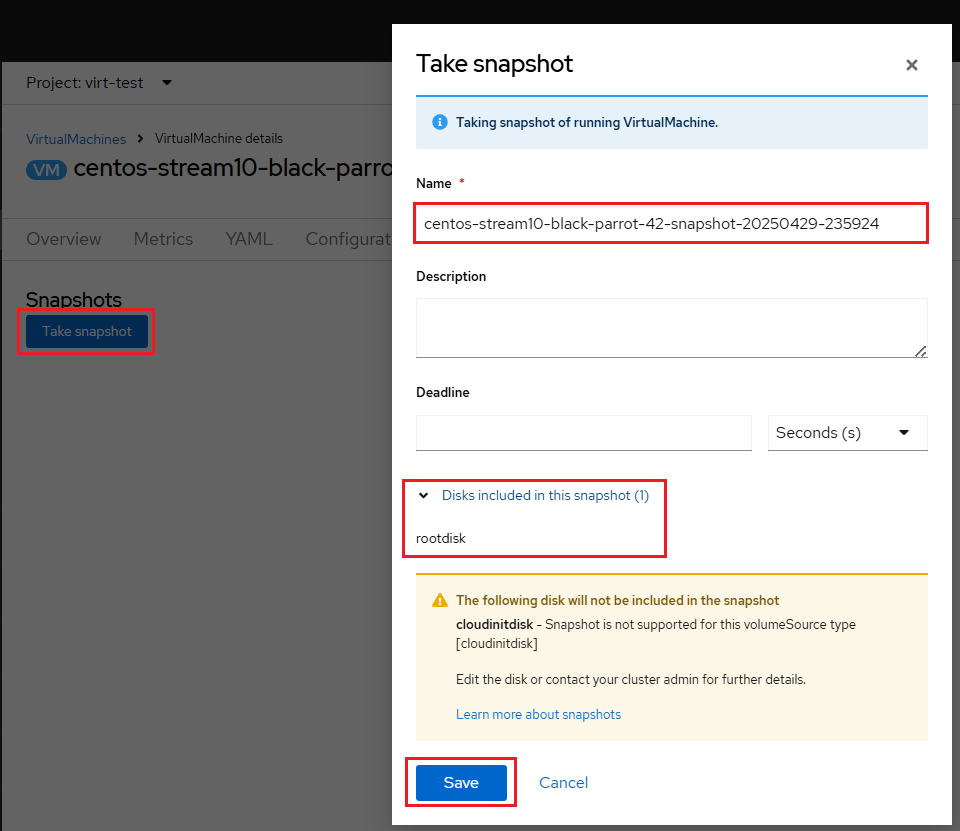 Project: virt-test
VirtualMachines > VirtualMachine details
VM centos-stream10-black-parro
Overview Metrics YAML Configurat
Snapshots
Take snapshot
Take snapshot
Taking snapshot of running VirtualMachine.
Name *
centos-stream10-black-parrot-42-snapshot-20250429-235924
Description
Deadline
Seconds (s)
Disks included in this snapshot (1)
rootdisk
The following disk will not be included in the snapshot
cloudinitdisk - Snapshot is not supported for this volumeSource type
[cloudinitdisk]
Edit the disk or contact your cluster admin for further details.
Learn more about snapshots
Save Cancel